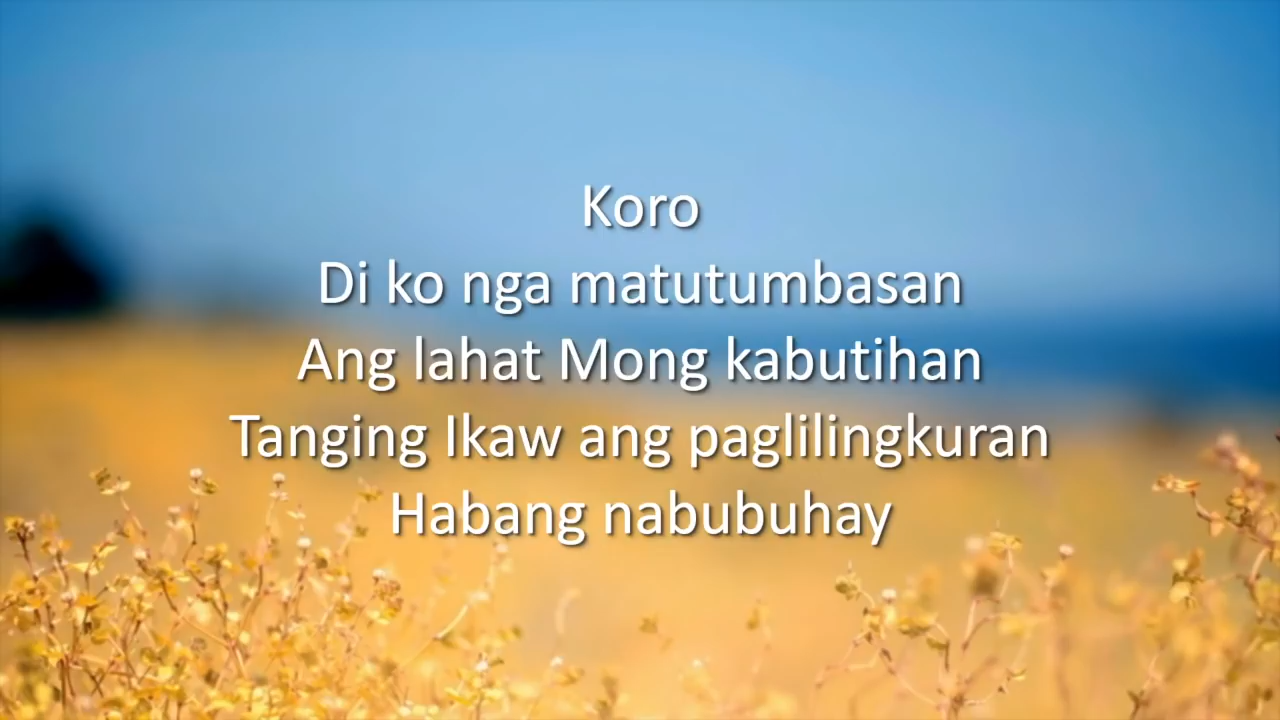 Koro
Di ko nga matutumbasan
Ang lahat Mong kabutihan
Tanging Ikaw ang paglilingkuran
Habang nabubuhay